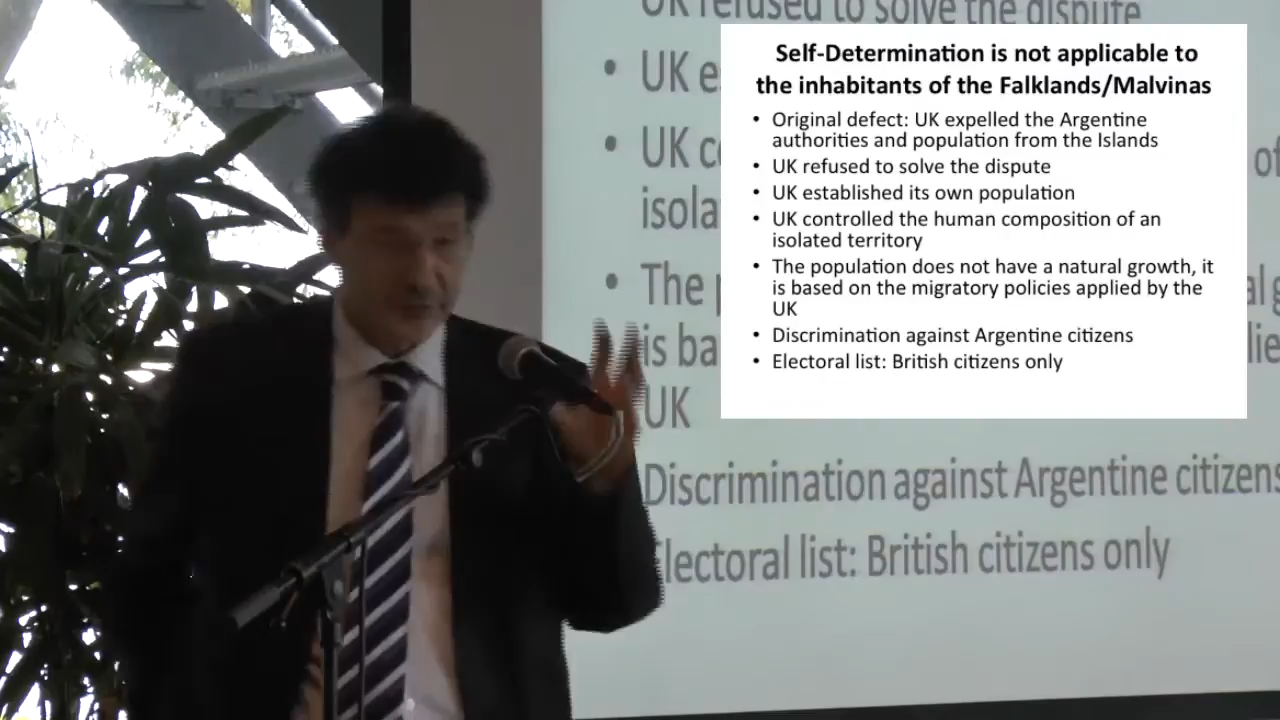 UK refused to solve the dispute
UK
UK
isola
The
is ba
UK
Discrimination against Argentine citizens
Electoral list: British citizens only
Self-Determination is not applicable to
the inhabitants of the Falklands/Malvinas
• Original defect: UK expelled the Argentine
authorities and population from the Islands
• UK refused to solve the dispute
• UK established its own population
• UK controlled the human composition of an
isolated territory
• The population does not have a natural growth, it
is based on the migratory policies applied by the
UK
• Discrimination against Argentine citizens
• Electoral list: British citizens only